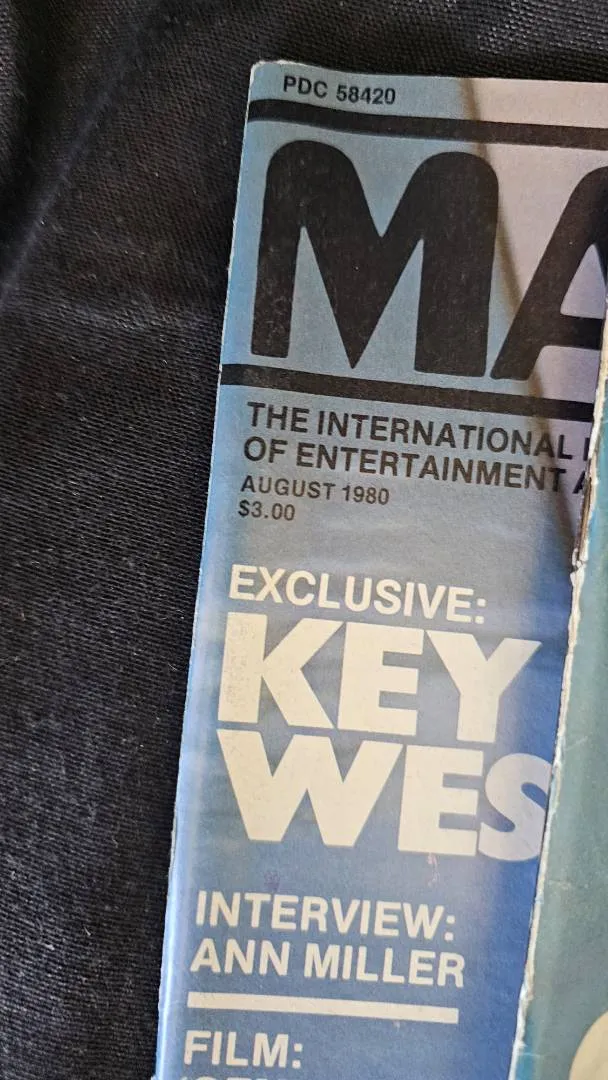 PDC 58420
MA
THE INTERNATIONAL
OF ENTERTAINMENT
AUGUST 1980
$3.00
EXCLUSIVE:
KEY
WES
INTERVIEW:
ANN MILLER
FILM: